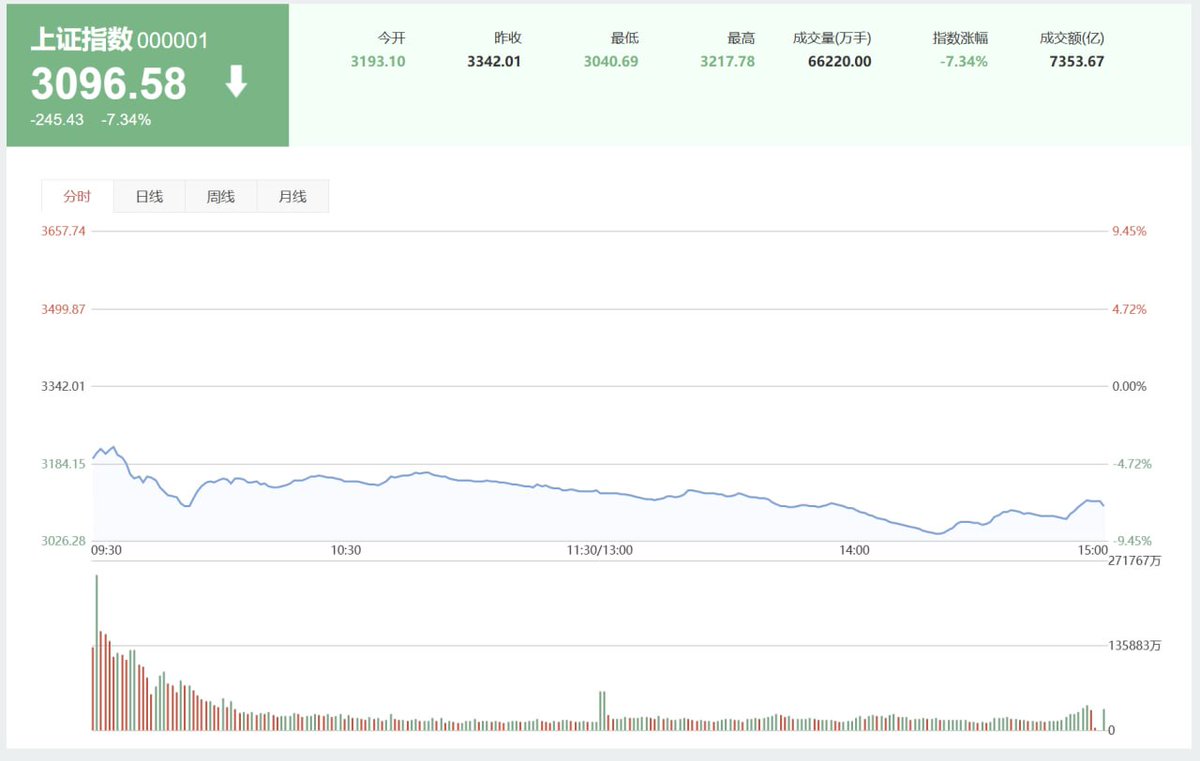 上证指数 000001
3096.58
-245.43 -7.34%
今开 昨收 最低 最高 成交量(万手) 指数涨幅 成交额(亿)
3193.10 3342.01 3040.69 3217.78 66220.00 -7.34% 7353.67
分时 日线 周线 月线
3657.74 9.45%
3499.87 4.72%
3342.01 0.00%
3184.15 -4.72%
3026.28 -9.45%
09:30 10:30 11:30/13:00 14:00 15:00
271767万
135883万
0